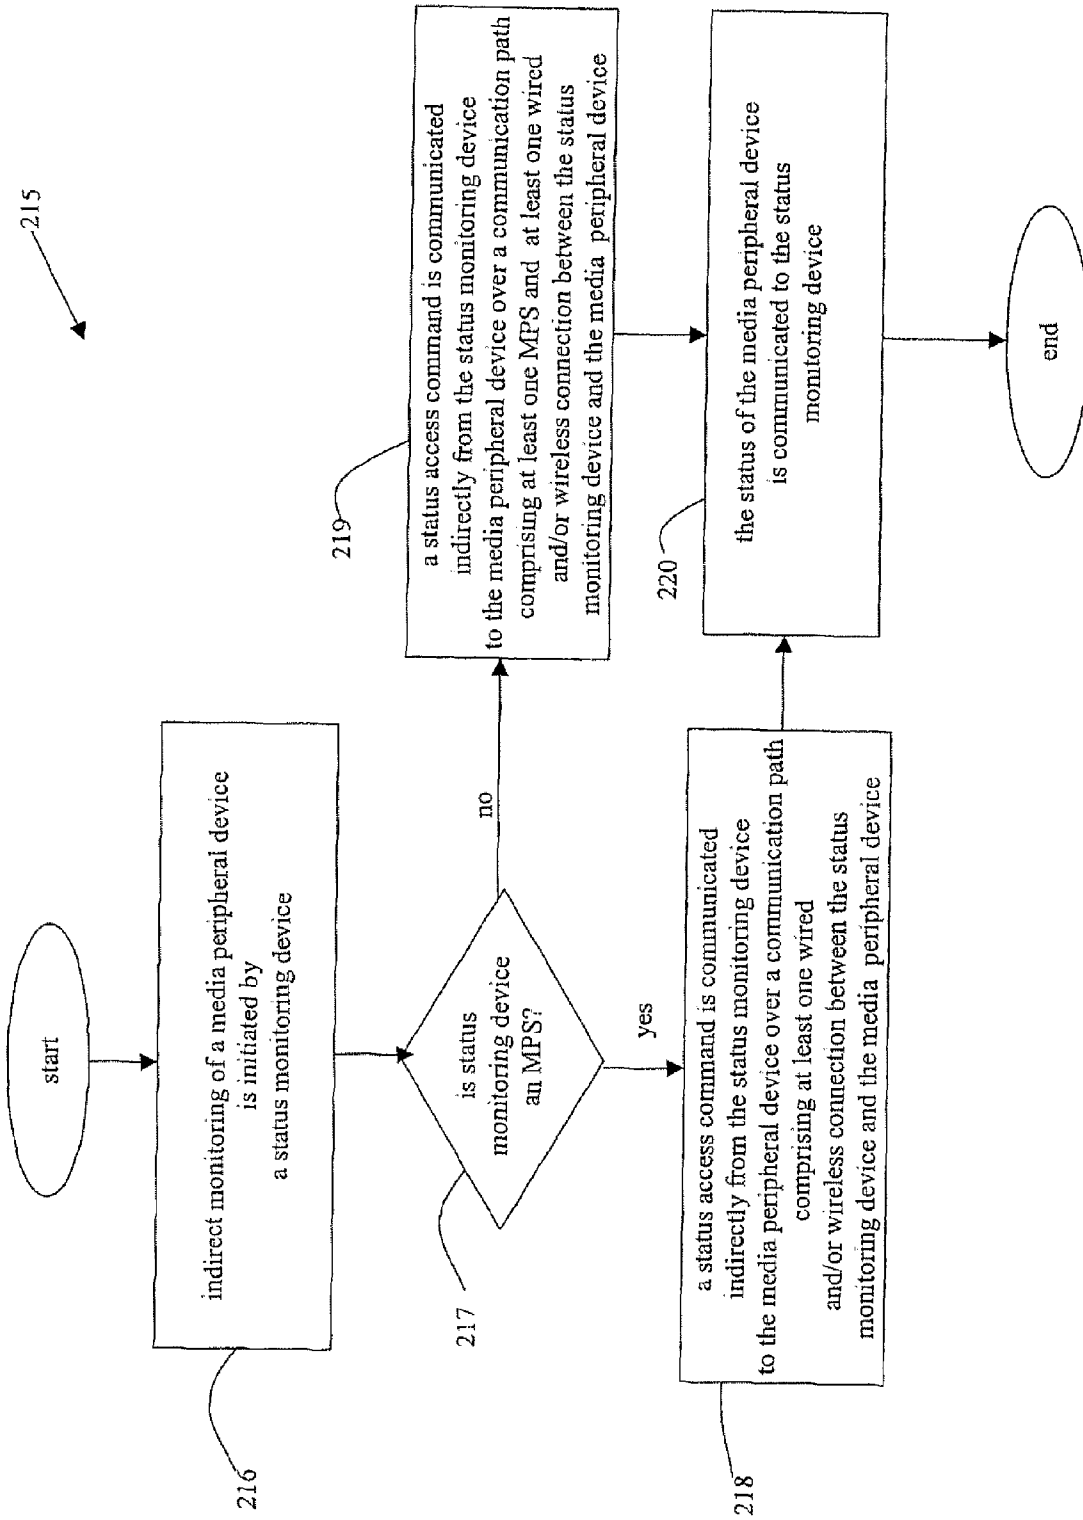 215
start
indirect monitoring of a media peripheral device
is initiated by
a status monitoring device
216
is status
monitoring device
an MPS?
217
no
yes
a status access command is communicated
indirectly from the status monitoring device
to the media peripheral device over a communication path
comprising at least one wired
and/or wireless connection between the status
monitoring device and the media peripheral device
218
a status access command is communicated
indirectly from the status monitoring device
to the media peripheral device over a communication path
comprising at least one MPS and at least one wired
and/or wireless connection between the status
monitoring device and the media peripheral device
219
the status of the media peripheral device
is communicated to the status
monitoring device
220
end